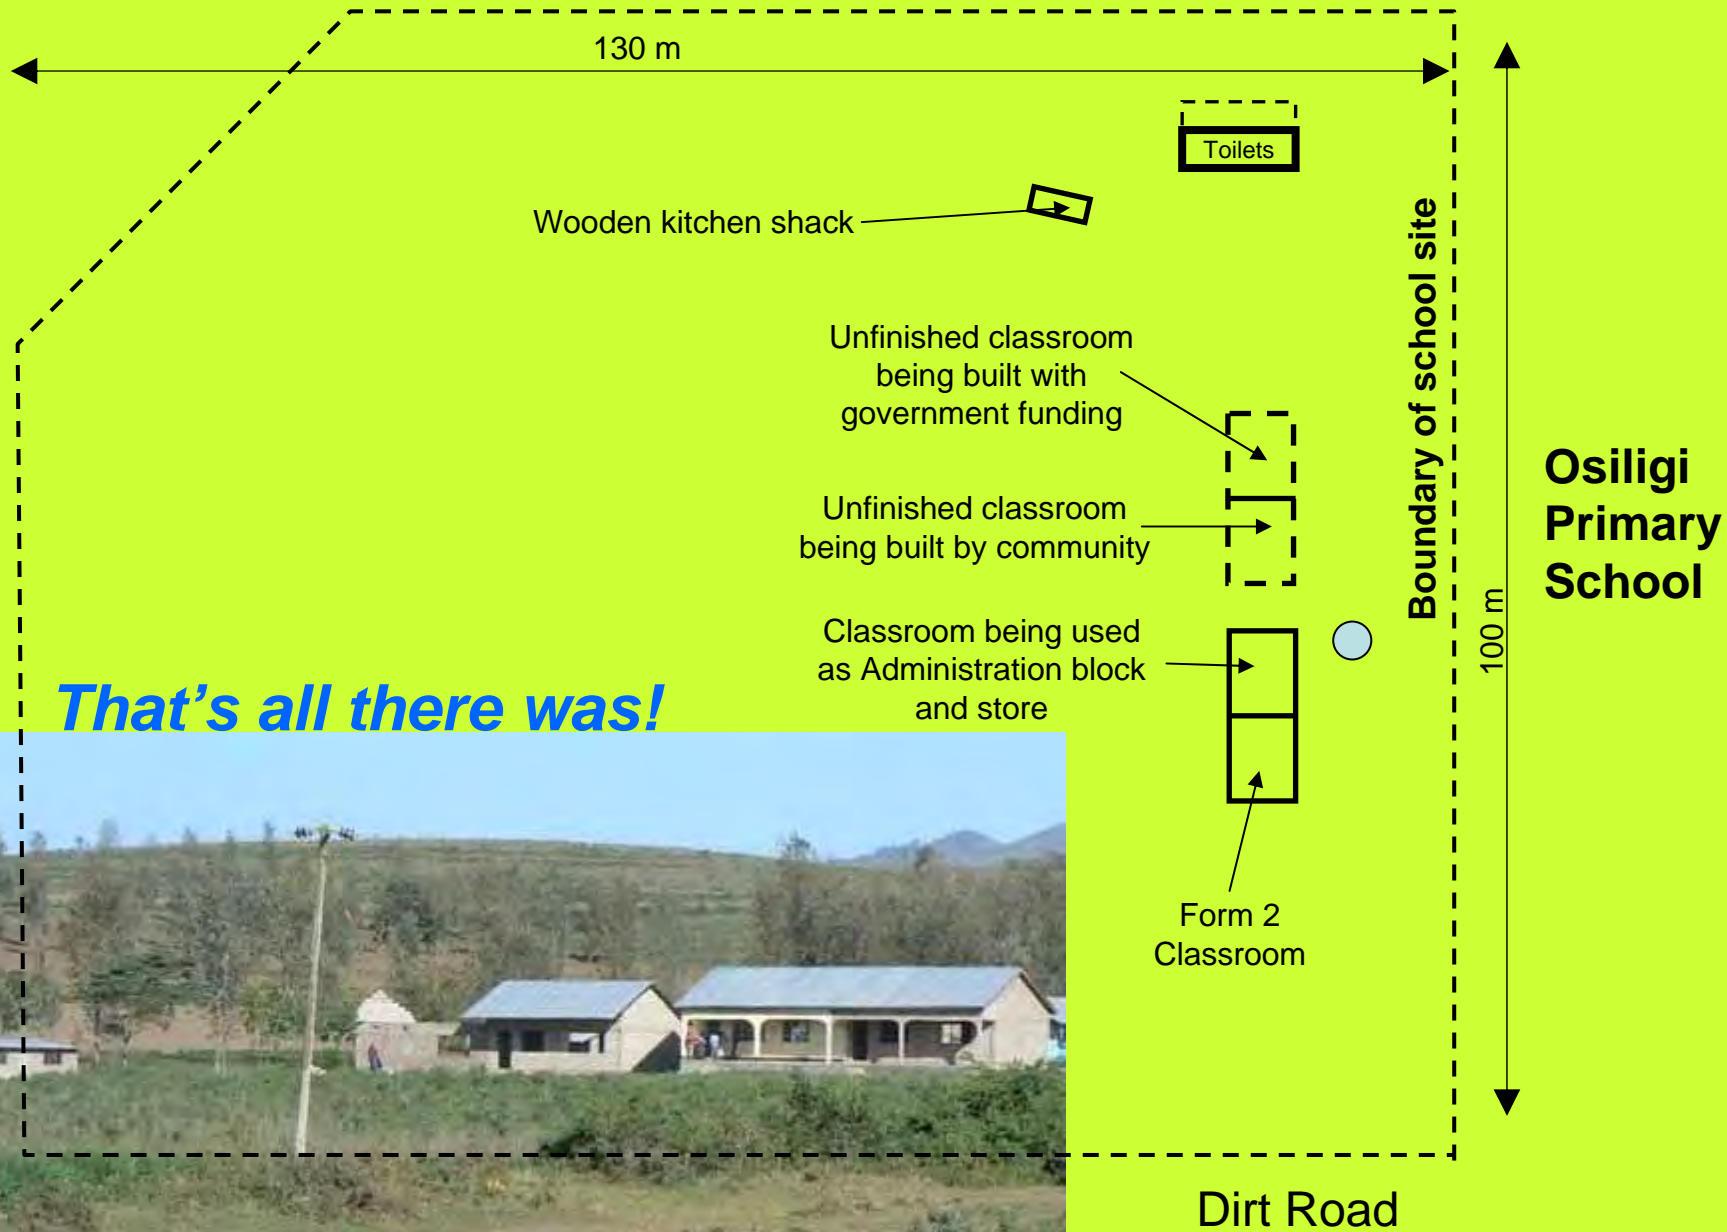 130 m
Toilets
Wooden kitchen shack
Boundary of school site
Unfinished classroom
being built with
government funding
Unfinished classroom
being built by community
Osiligi
Primary
School
100 m
Classroom being used
as Administration block
and store
That's all there was!
Form 2
Classroom
Dirt Road